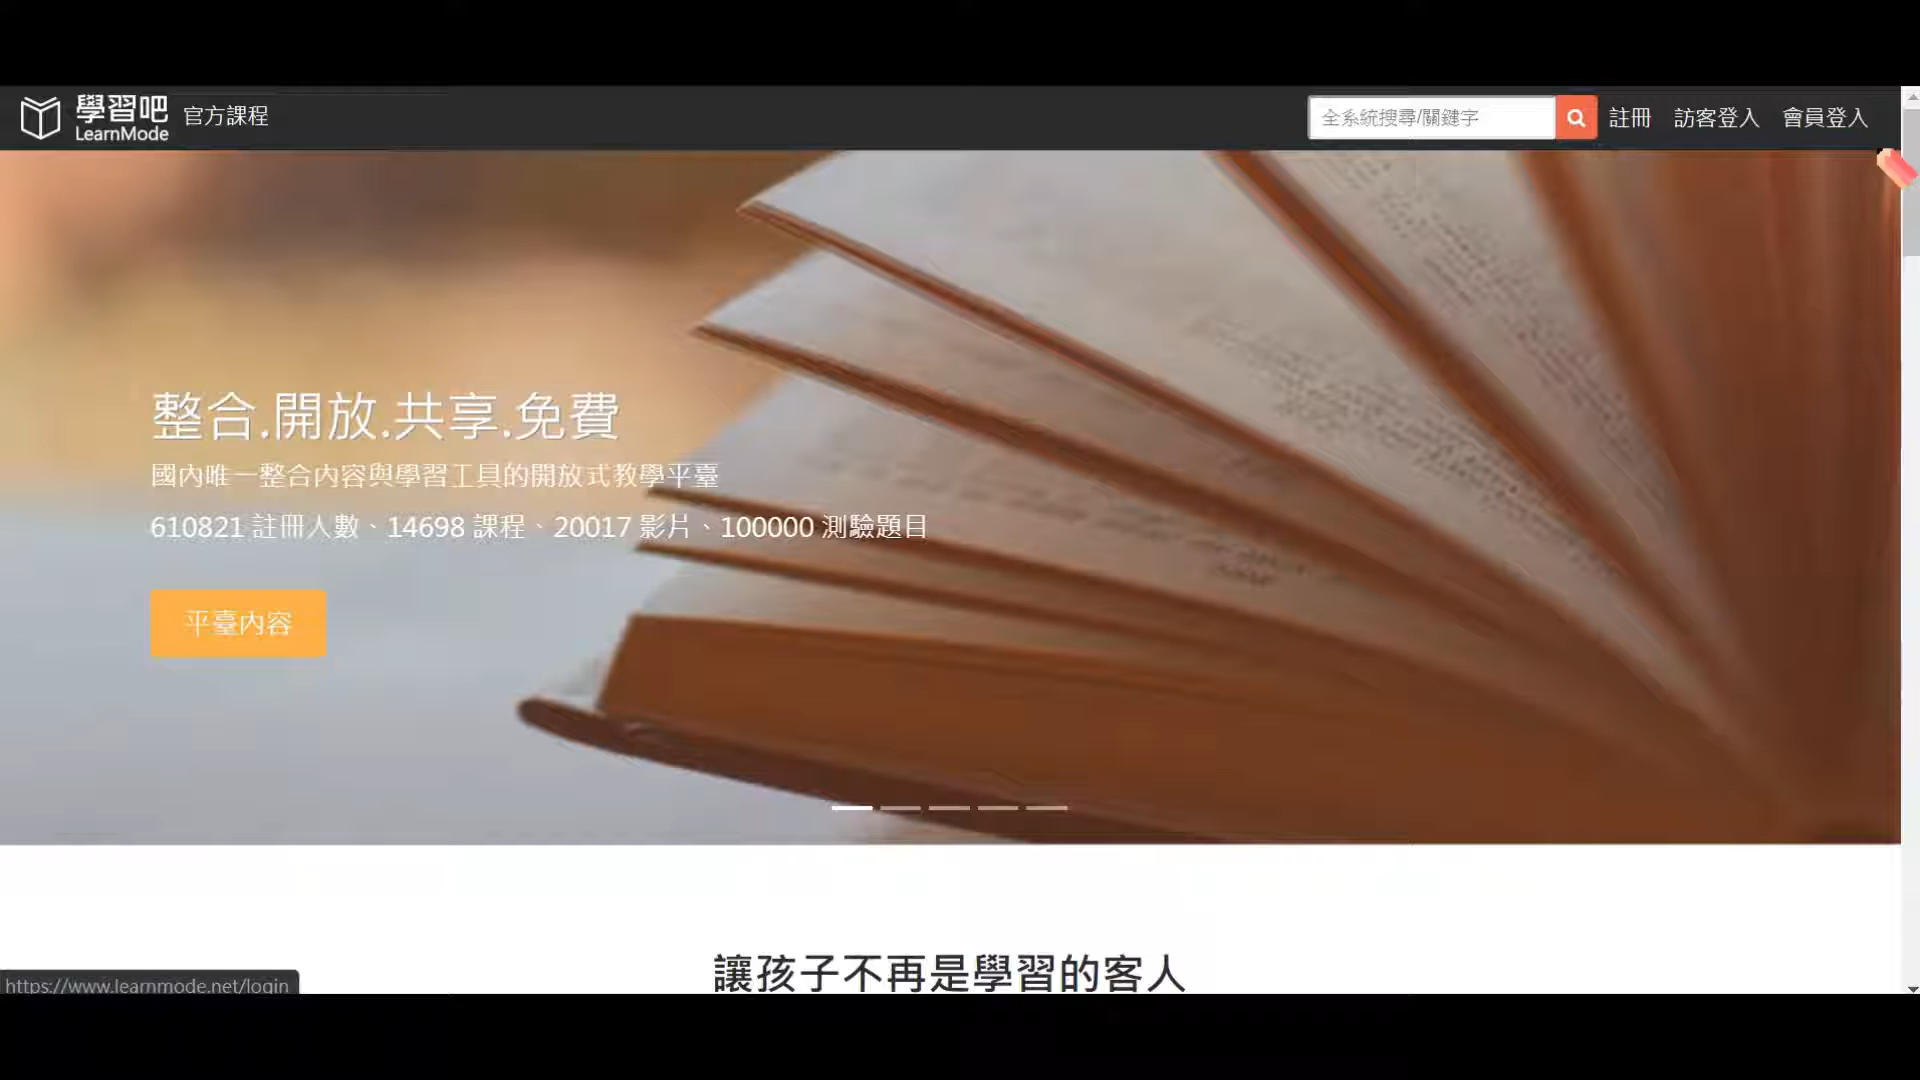 學習吧
LearnMode
官方課程
全系統搜尋/關鍵字
註冊
訪客登入
會員登入
整合.開放.共享.免費
國內唯一整合內容與學習工具的開放式教學平臺
610821 註冊人數、14698 課程、20017 影片、100000 測驗題目
平臺內容
讓孩子不再是學習的客人
https://www.learnmode.net/login